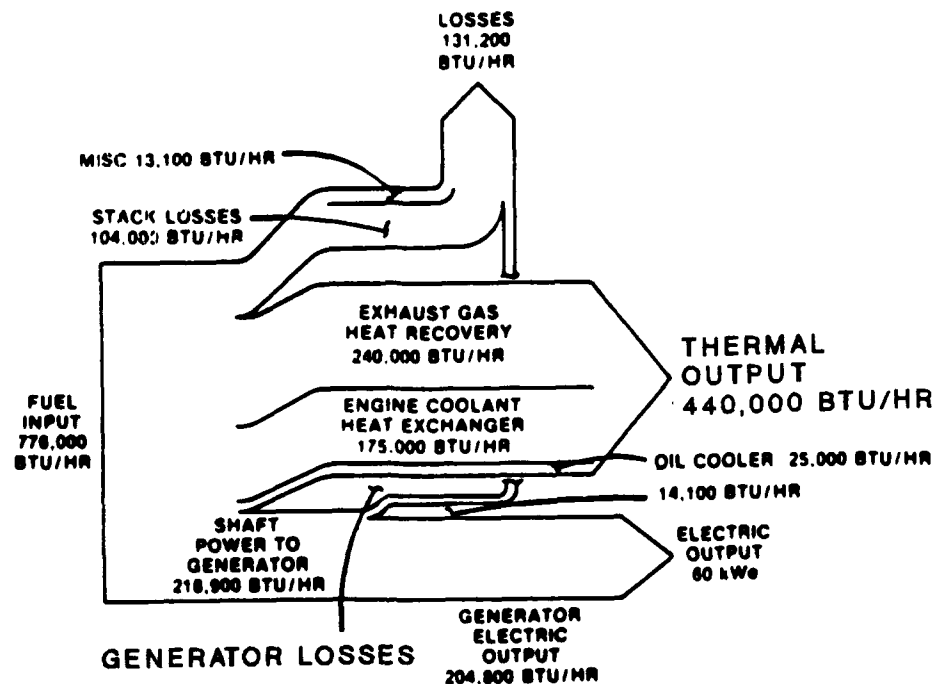 LOSSES
131,200
BTU/HR
MISC 13,100 BTU/HR
STACK LOSSES
104,000 BTU/HR
EXHAUST GAS
HEAT RECOVERY
240,000 BTU/HR
THERMAL
OUTPUT
440,000 BTU/HR
FUEL
INPUT
776,000
BTU/HR
ENGINE COOLANT
HEAT EXCHANGER
175,000 BTU/HR
OIL COOLER 25,000 BTU/HR
14,100 BTU/HR
SHAFT
POWER TO
GENERATOR
218,900 BTU/HR
ELECTRIC
OUTPUT
60 kWe
GENERATOR LOSSES
GENERATOR
ELECTRIC
OUTPUT
204,800 BTU/HR